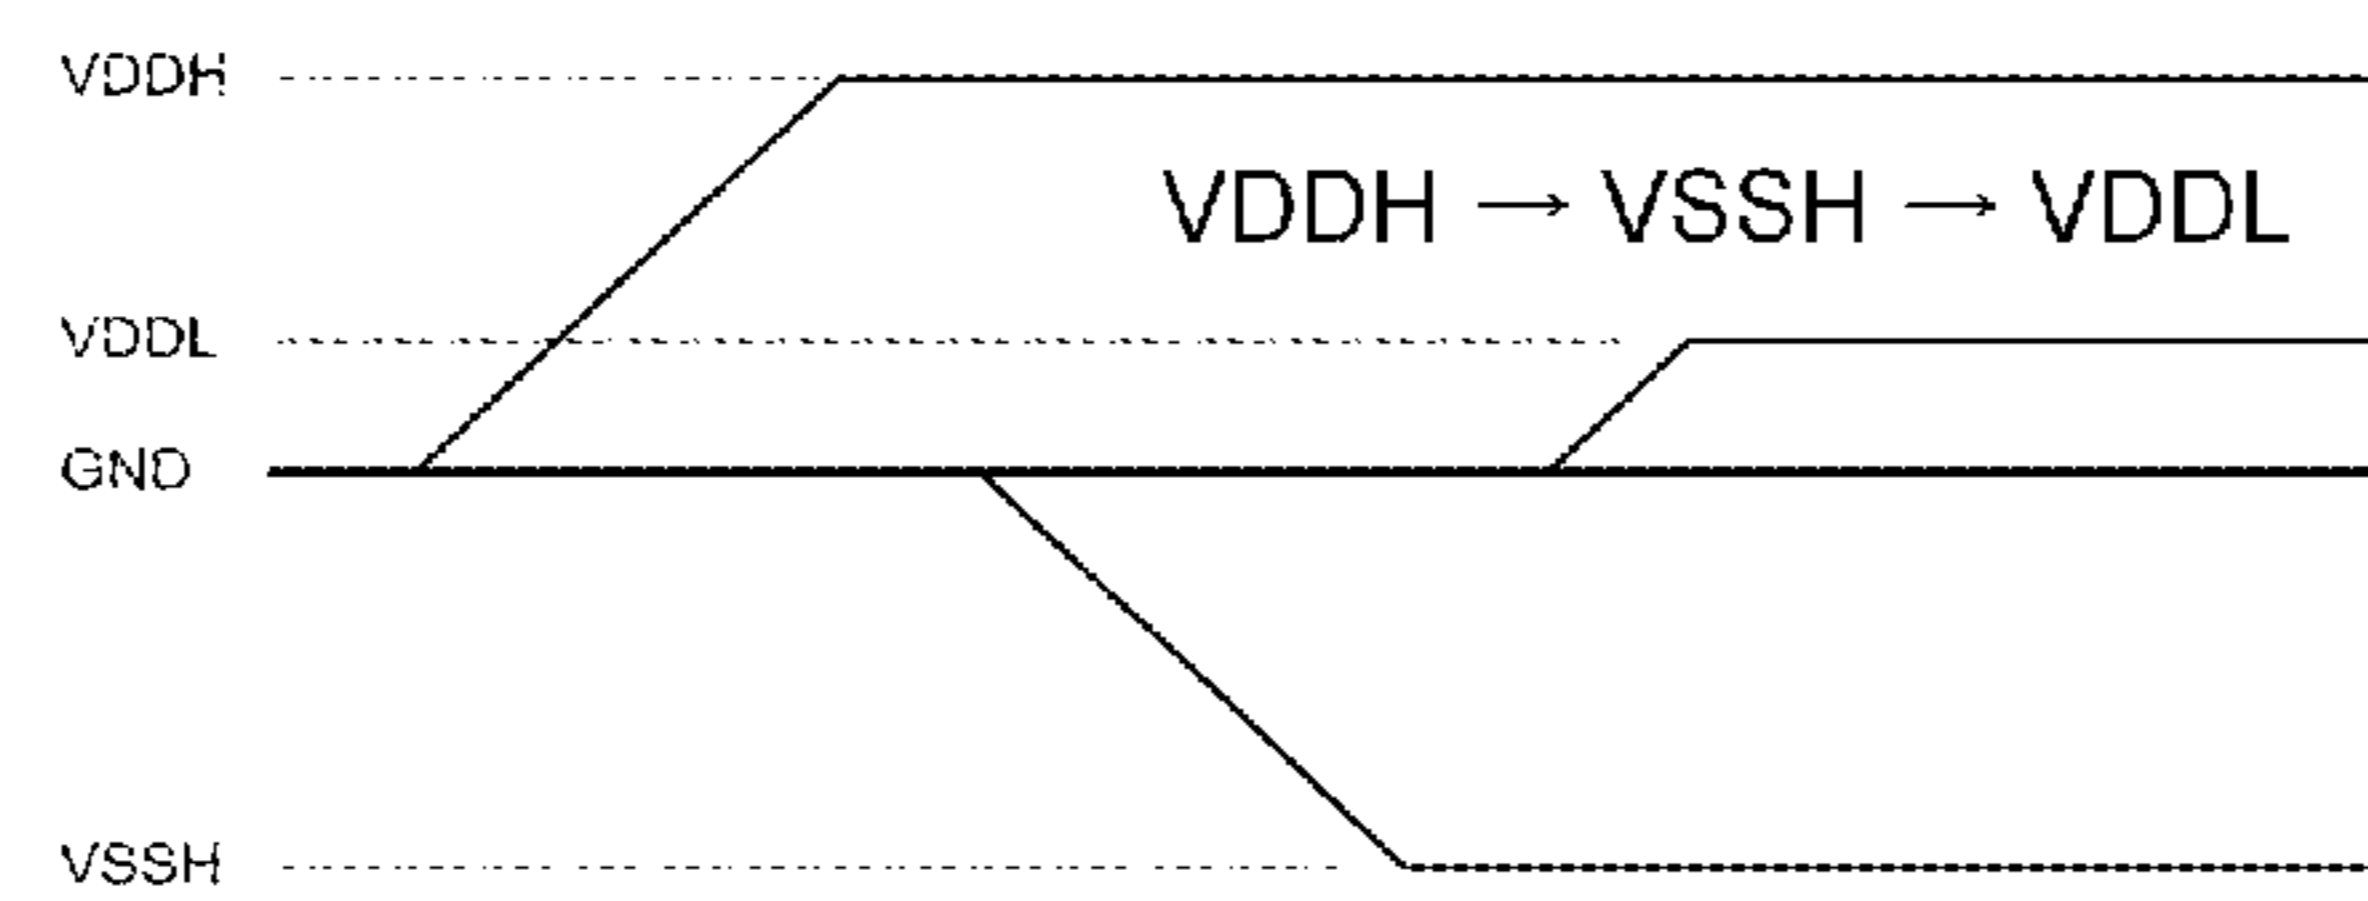 VDDH
VDDH → VSSH → VDDL
VDDL
GND
VSSH